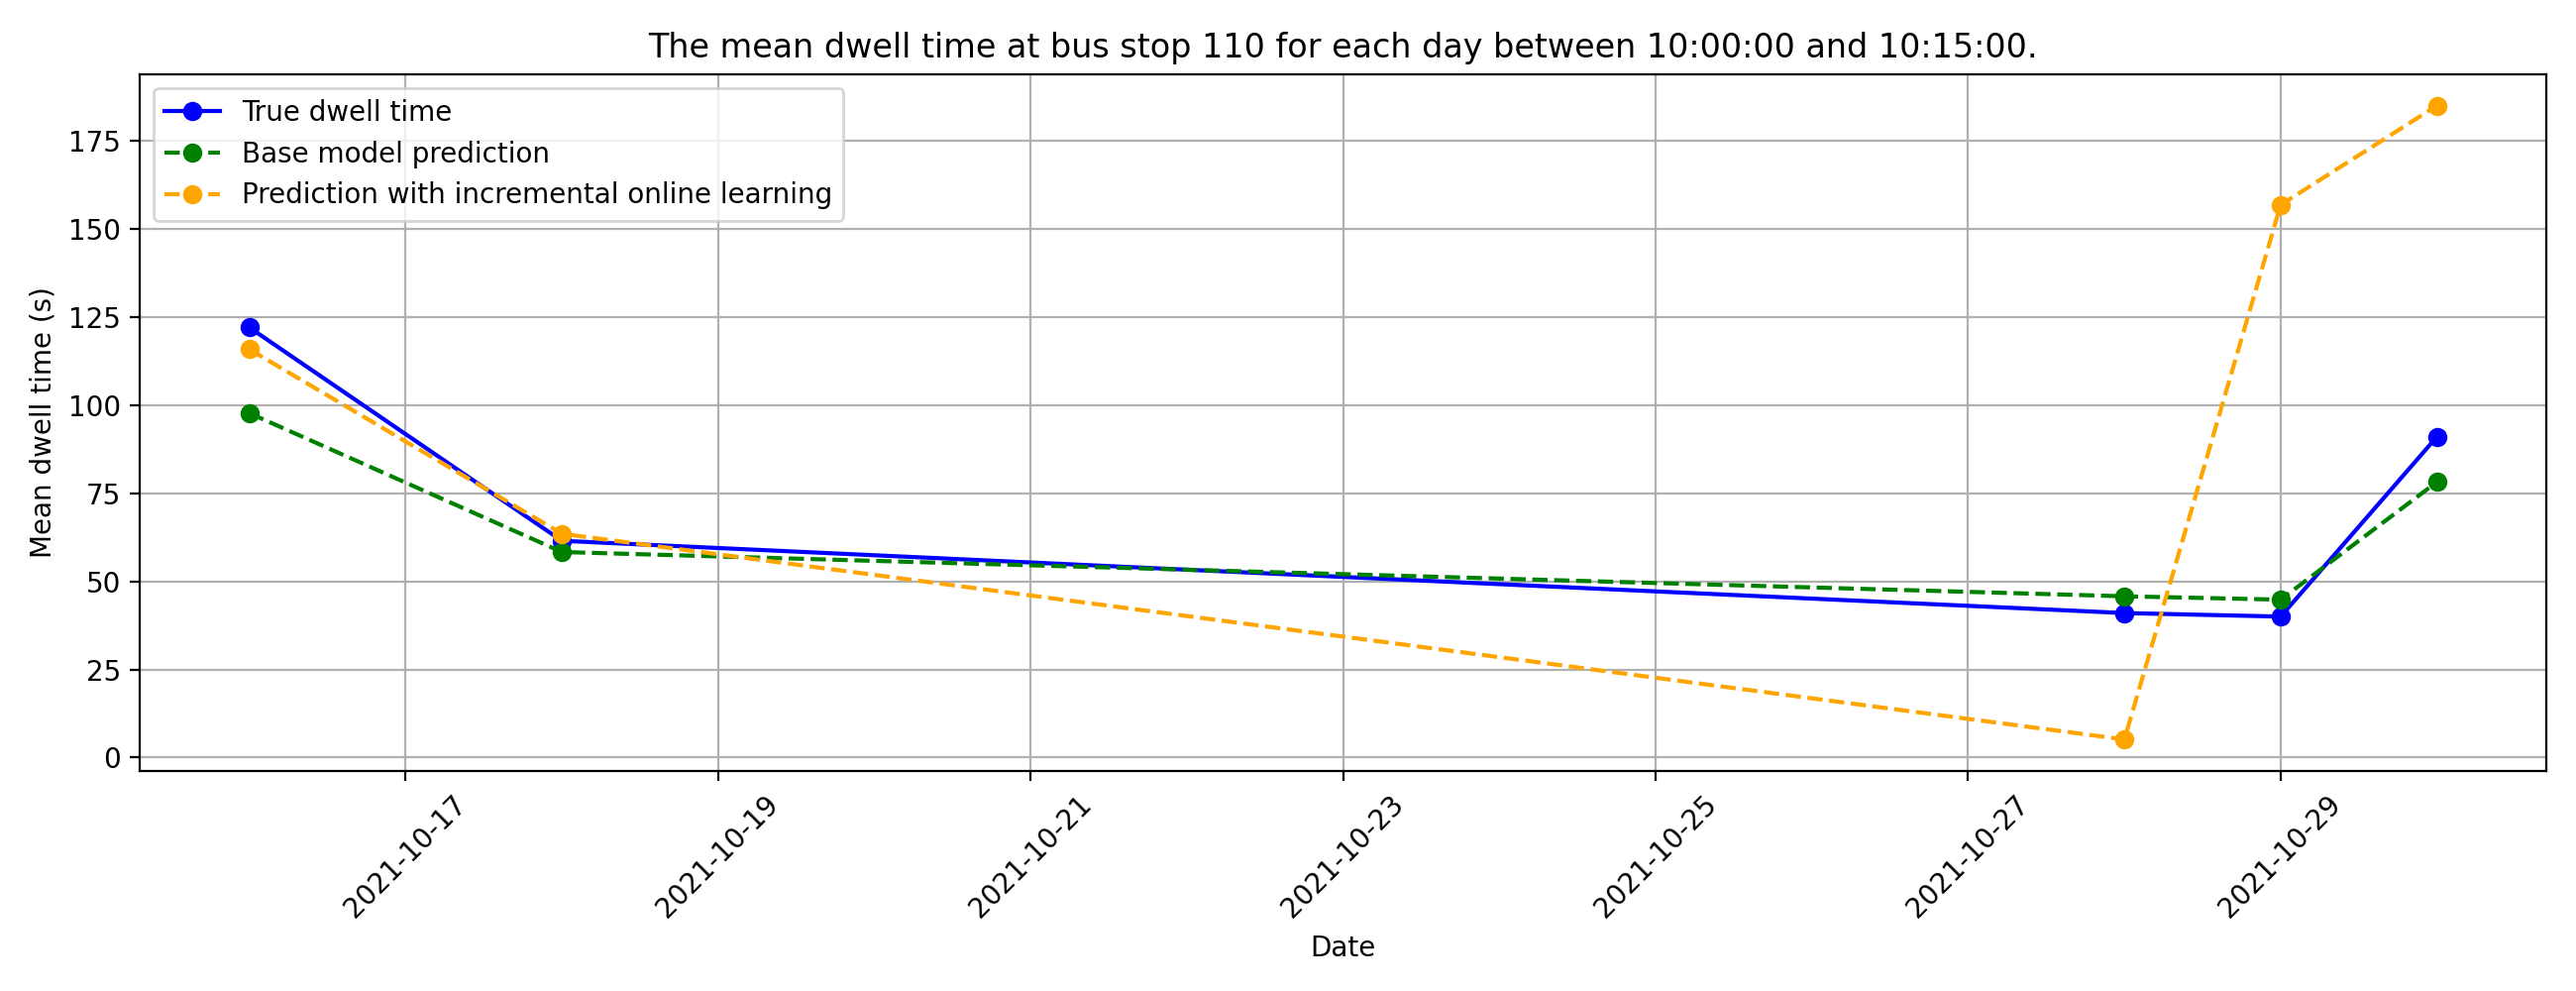 The mean dwell time at bus stop 110 for each day between 10:00:00 and 10:15:00.
True dwell time
Base model prediction
Prediction with incremental online learning
Mean dwell time (s)
175
150
125
100
75
50
25
0
2021-10-17
2021-10-19
2021-10-21
2021-10-23
2021-10-25
2021-10-27
2021-10-29
Date